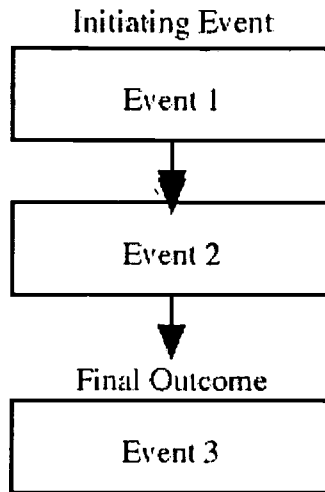 Initiating Event
Event 1
Event 2
Final Outcome
Event 3